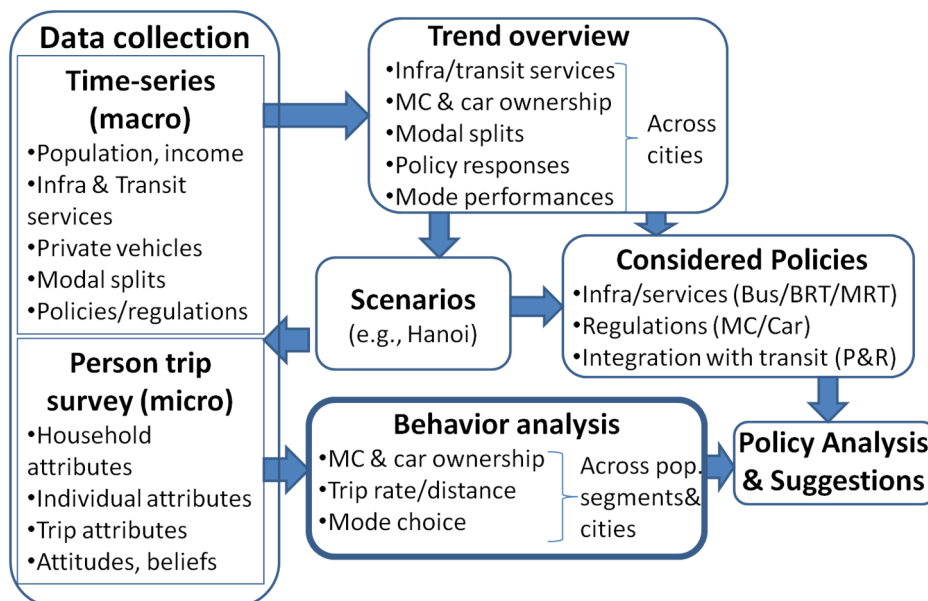 Data collection
Time-series
(macro)
•Population, income
•Infra & Transit
services
•Private vehicles
•Modal splits
•Policies/regulations
Person trip
survey (micro)
•Household
attributes
•Individual attributes
•Trip attributes
•Attitudes, beliefs
Trend overview
•Infra/transit services
•MC & car ownership
•Modal splits
•Policy responses
•Mode performances
Across
cities
Scenarios
(e.g., Hanoi)
Considered Policies
•Infra/services (Bus/BRT/MRT)
•Regulations (MC/Car)
•Integration with transit (P&R)
Behavior analysis
•MC & car ownership
•Trip rate/distance
•Mode choice
Across pop.
segments&
cities
Policy Analysis
& Suggestions